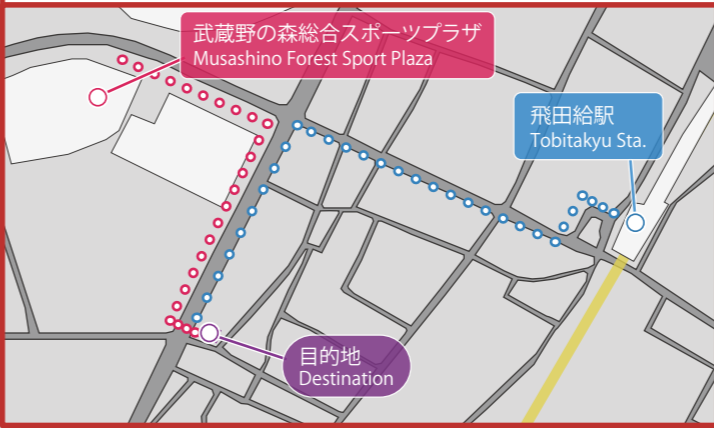 武蔵野の森総合スポーツプラザ
Musashino Forest Sport Plaza
飛田給駅
Tobitakyu Sta.
目的地
Destination